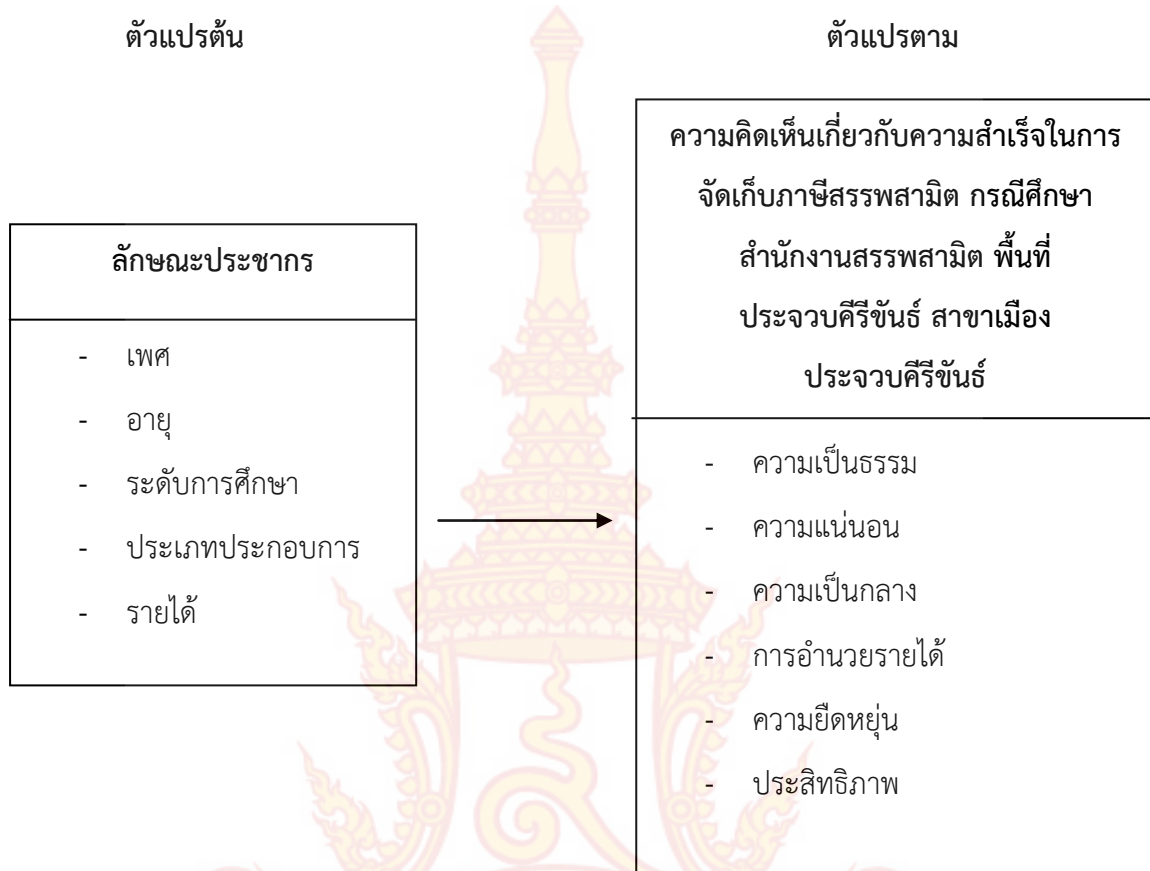 ตัวแปรต้น
ตัวแปรตาม
ลักษณะประชากร
- เพศ
- อายุ
- ระดับการศึกษา
- ประเภทประกอบการ
- รายได้
ความคิดเห็นเกี่ยวกับความสำเร็จในการ
จัดเก็บภาษีสรรพสามิต กรณีศึกษา
สำนักงานสรรพสามิต พื้นที่
ประจวบคีรีขันธ์ สาขาเมือง
ประจวบคีรีขันธ์
- ความเป็นธรรม
- ความแน่นอน
- ความเป็นกลาง
- การอำนวยรายได้
- ความยืดหยุ่น
- ประสิทธิภาพ